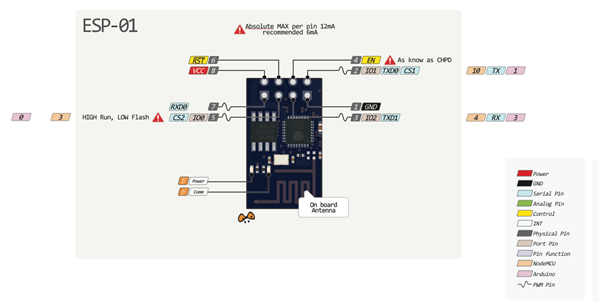 ESP-01
Absolute MAX per pin 12mA
recommended 6mA
RST 6
4 EN As know as CHPD
VCC 8
2 IO1 TXD0 CS1
10 TX 1
RXD0 7
1 GND
0 3 HIGH Run, LOW Flash CS2 IO0 5
3 IO2 TXD1
4 RX 3
Power
Comm
On board
Antenna
Power
GND
Serial Pin
Analog Pin
Control
INT
Physical Pin
Port Pin
Pin function
NodeMCU
Arduino
PWM Pin